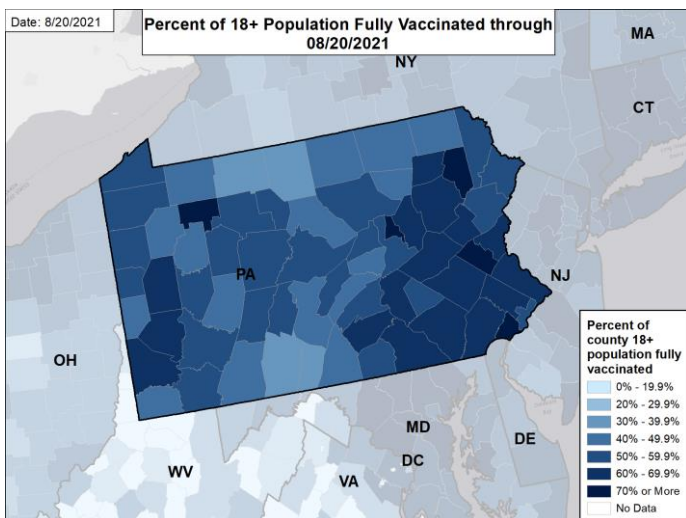 Date: 8/20/2021
Percent of 18+ Population Fully Vaccinated through
08/20/2021
MA
NY
CT
PA
NJ
OH
MD
DE
DC
WV
VA
Percent of
county 18+
population fully
vaccinated
0% - 19.9%
20% - 29.9%
30% - 39.9%
40% - 49.9%
50% - 59.9%
60% - 69.9%
70% or More
No Data